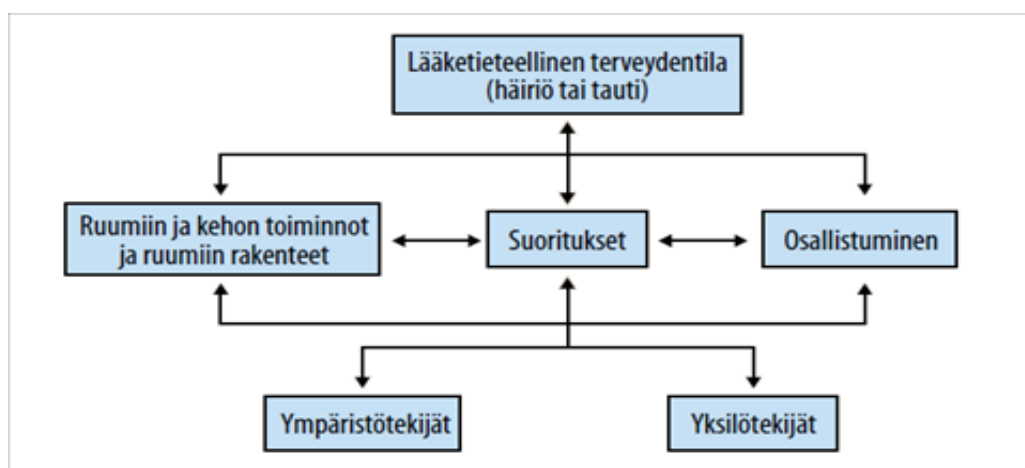 Lääketieteellinen terveydentila
(häiriö tai tauti)
Ruumiin ja kehon toiminnot
ja ruumiin rakenteet
Suoritukset
Osallistuminen
Ympäristötekijät
Yksilötekijät